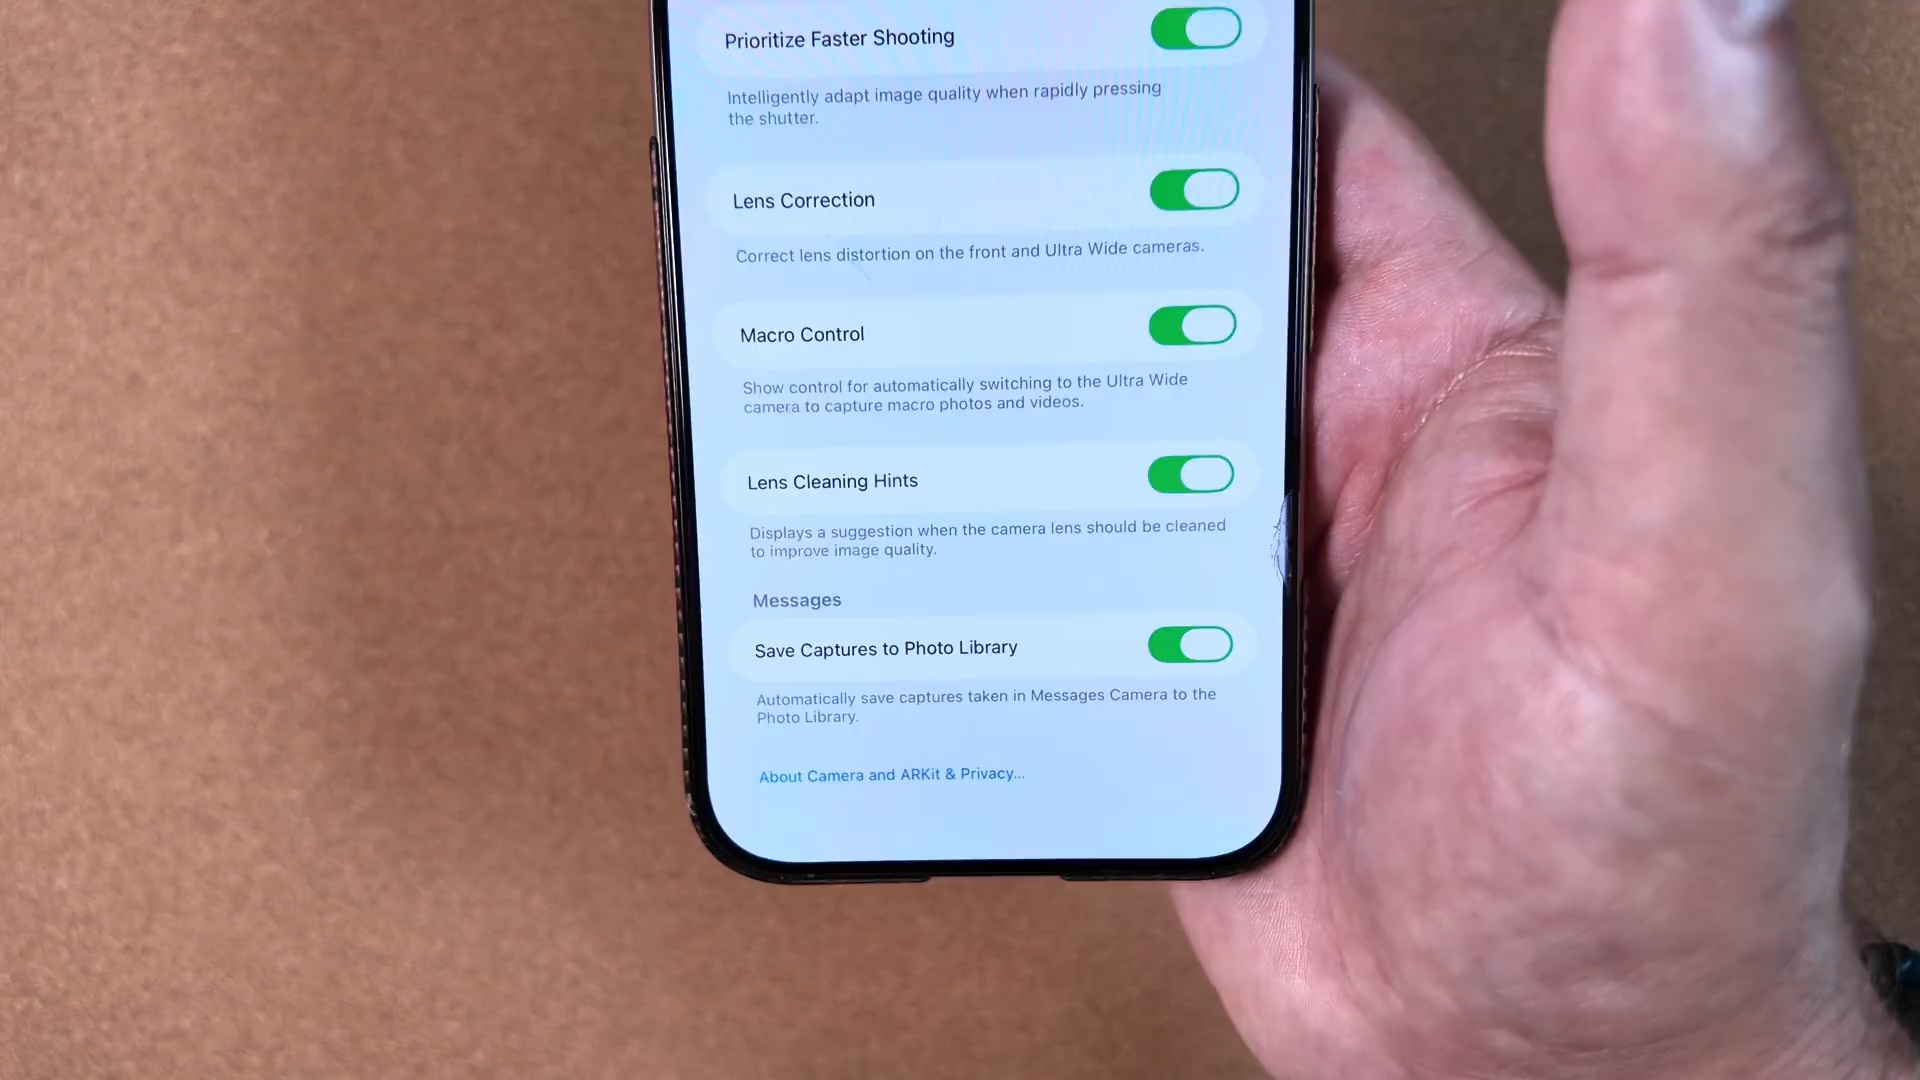 Prioritize Faster Shooting
Intelligently adapt image quality when rapidly pressing
the shutter.
Lens Correction
Correct lens distortion on the front and Ultra Wide cameras.
Macro Control
Show control for automatically switching to the Ultra Wide
camera to capture macro photos and videos.
Lens Cleaning Hints
Displays a suggestion when the camera lens should be cleaned
to improve image quality.
Messages
Save Captures to Photo Library
Automatically save captures taken in Messages Camera to the
Photo Library.
About Camera and ARKit & Privacy...